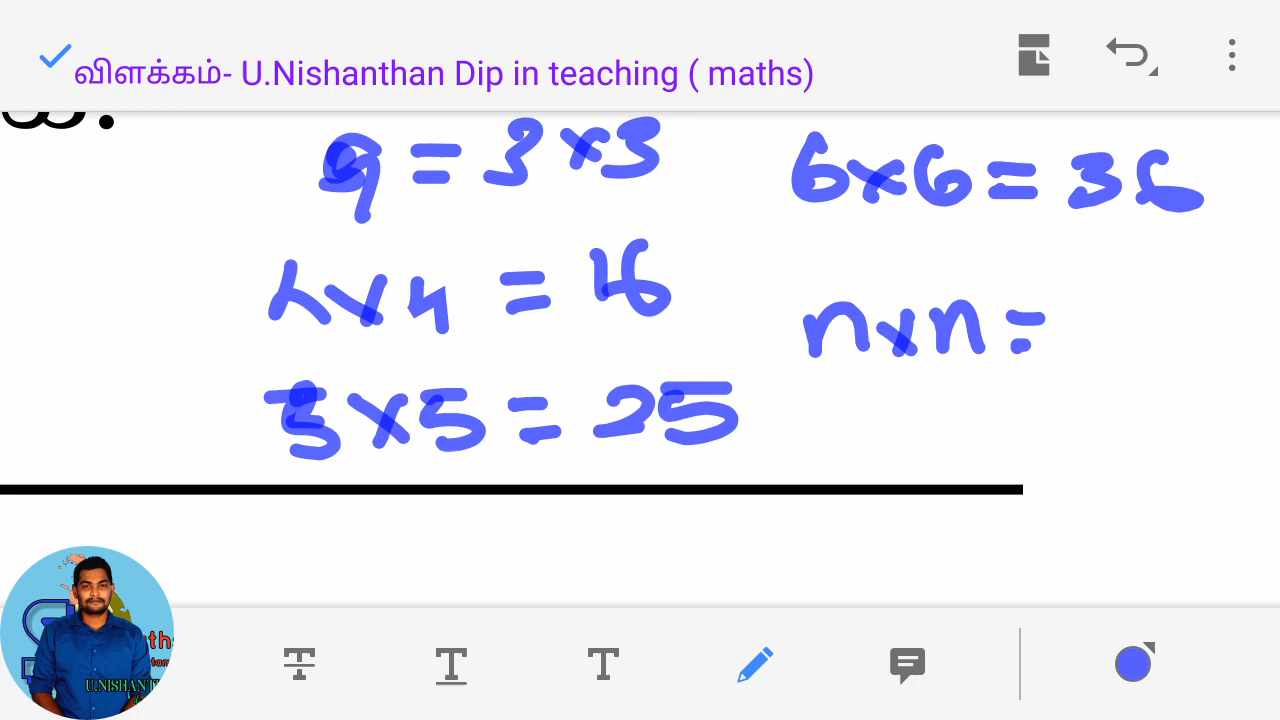 விளக்கம்- U.Nishanthan Dip in teaching ( maths)
9 = 3 x 3
6 x 6 = 36
4 x 4 = 16
n x n =
5 x 5 = 25
U.NISHANTH